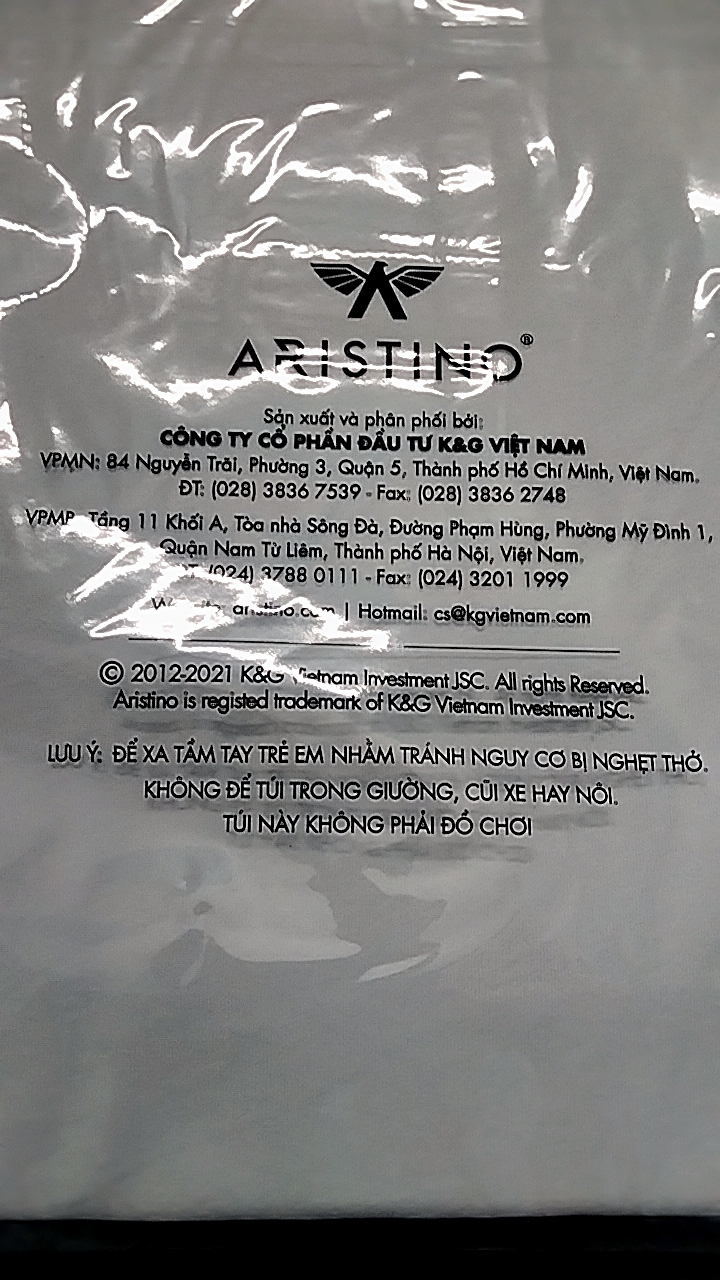 ARISTINO®
Sản xuất và phân phối bởi:
CÔNG TY CỔ PHẦN ĐẦU TƯ K&G VIỆT NAM
VPMN: 84 Nguyễn Trãi, Phường 3, Quận 5, Thành phố Hồ Chí Minh, Việt Nam.
ĐT: (028) 3836 7539 - Fax: (028) 3836 2748
VPMP Tầng 11 Khối A, Tòa nhà Sông Đà, Đường Phạm Hùng, Phường Mỹ Đình 1,
Quận Nam Từ Liêm, Thành phố Hà Nội, Việt Nam.
(024) 3788 0111 - Fax: (024) 3201 1999
aristino.com | Hotmail: cs@kgvietnam.com
© 2012-2021 K&G Vietnam Investment JSC. All rights Reserved.
Aristino is registed trademark of K&G Vietnam Investment JSC.
LƯU Ý: ĐỂ XA TẦM TAY TRẺ EM NHẰM TRÁNH NGUY CƠ BỊ NGHẸT THỞ.
KHÔNG ĐỂ TÚI TRONG GIƯỜNG, CŨI XE HAY NÔI.
TÚI NÀY KHÔNG PHẢI ĐỒ CHƠI